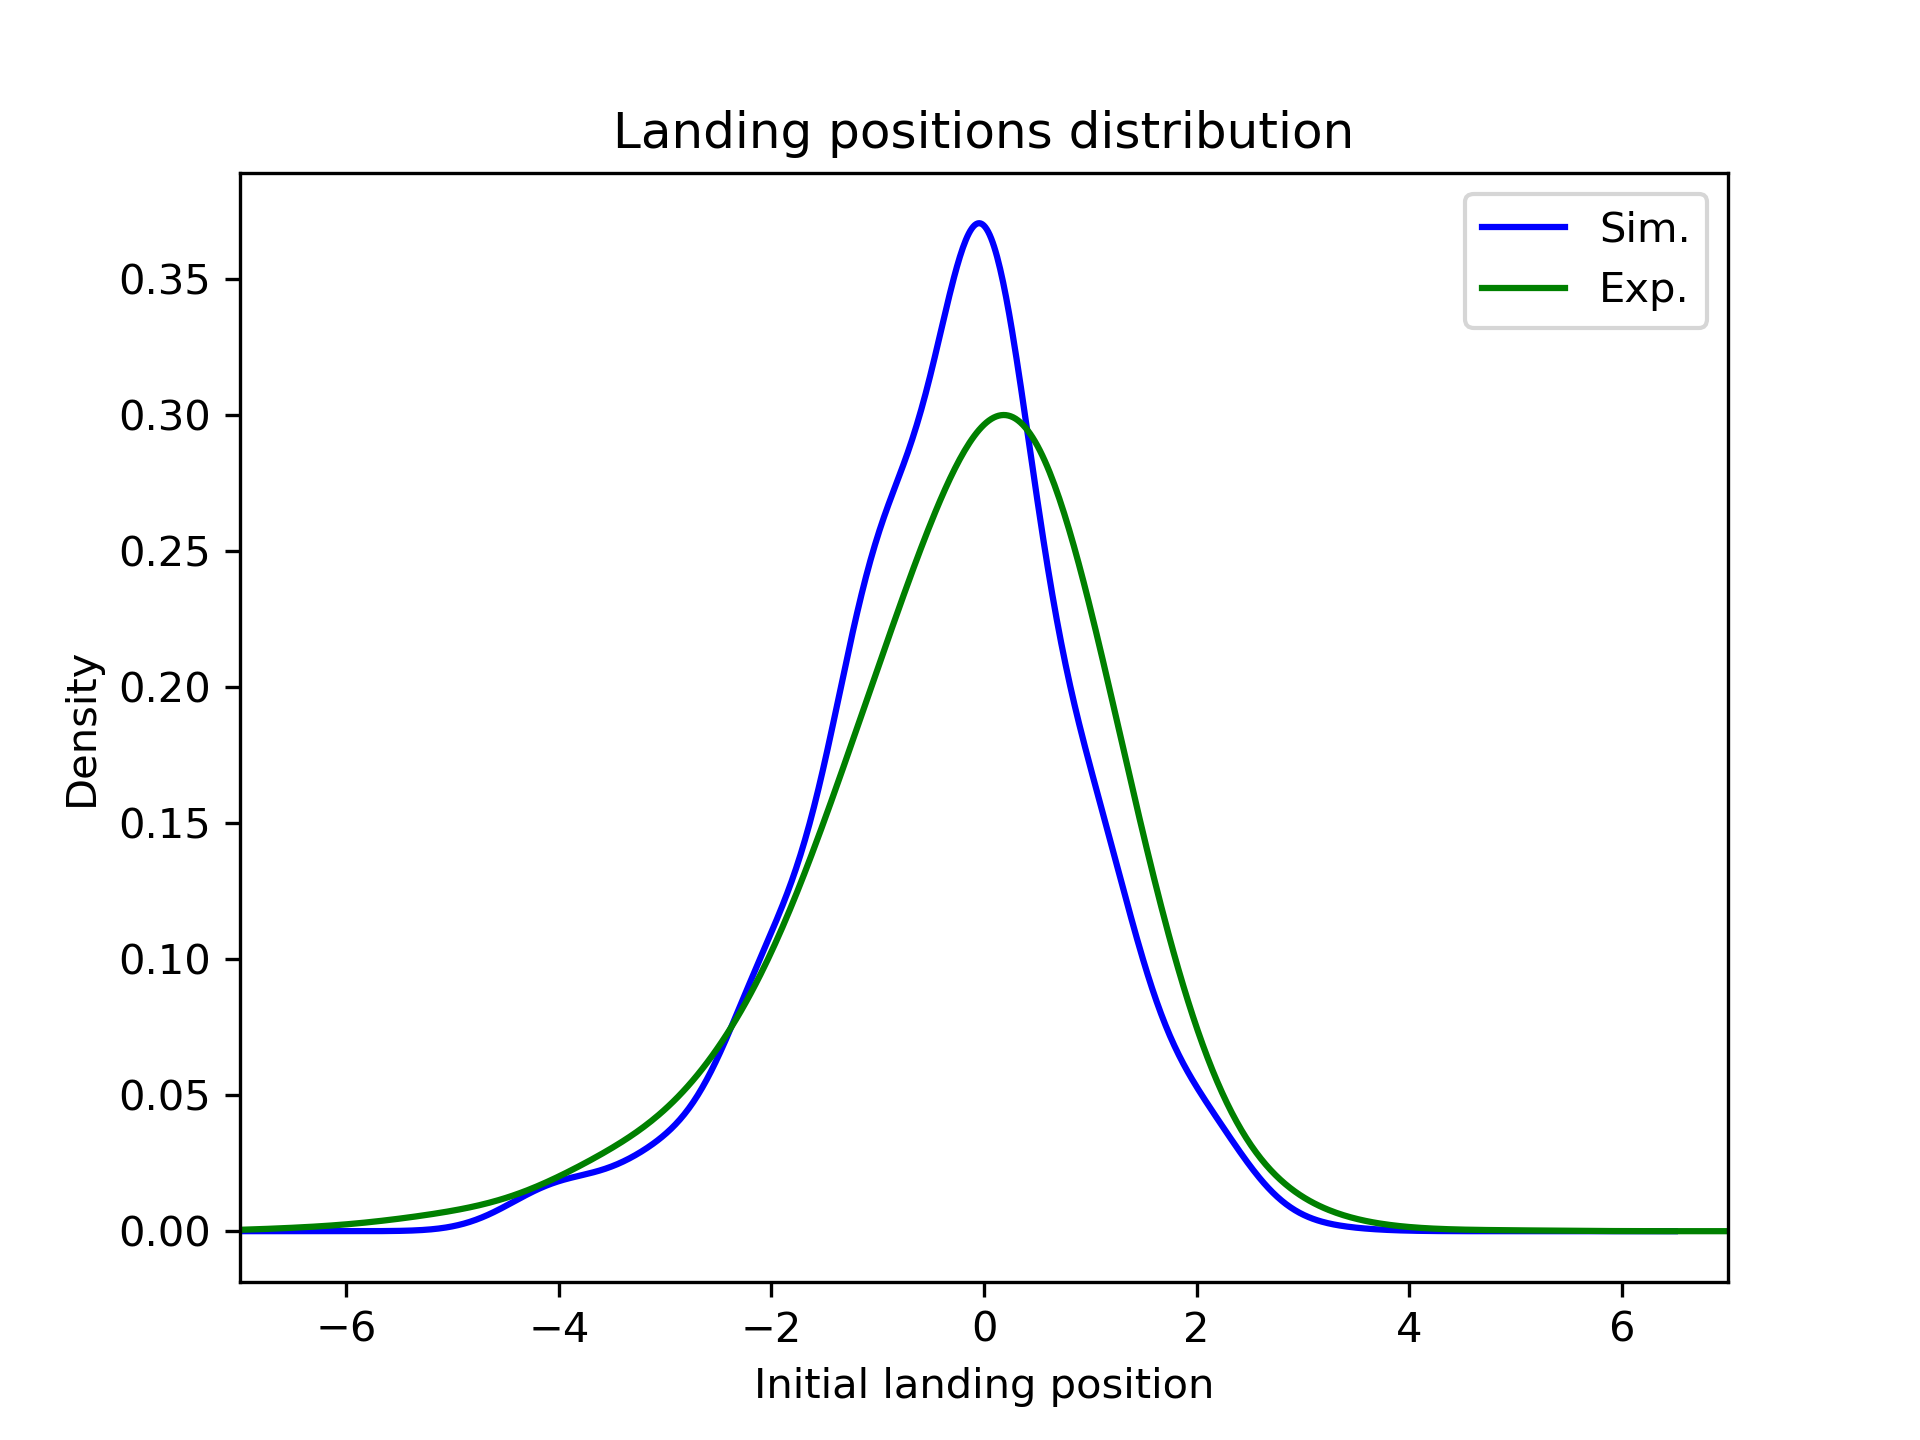 Landing positions distribution
Sim.
Exp.
Density
0.35
0.30
0.25
0.20
0.15
0.10
0.05
0.00
−6 −4 −2 0 2 4 6
Initial landing position